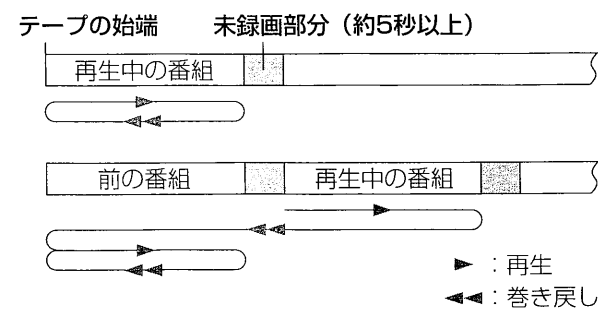 テープの始端 未録画部分（約5秒以上）
再生中の番組
前の番組 再生中の番組
：再生
：巻き戻し